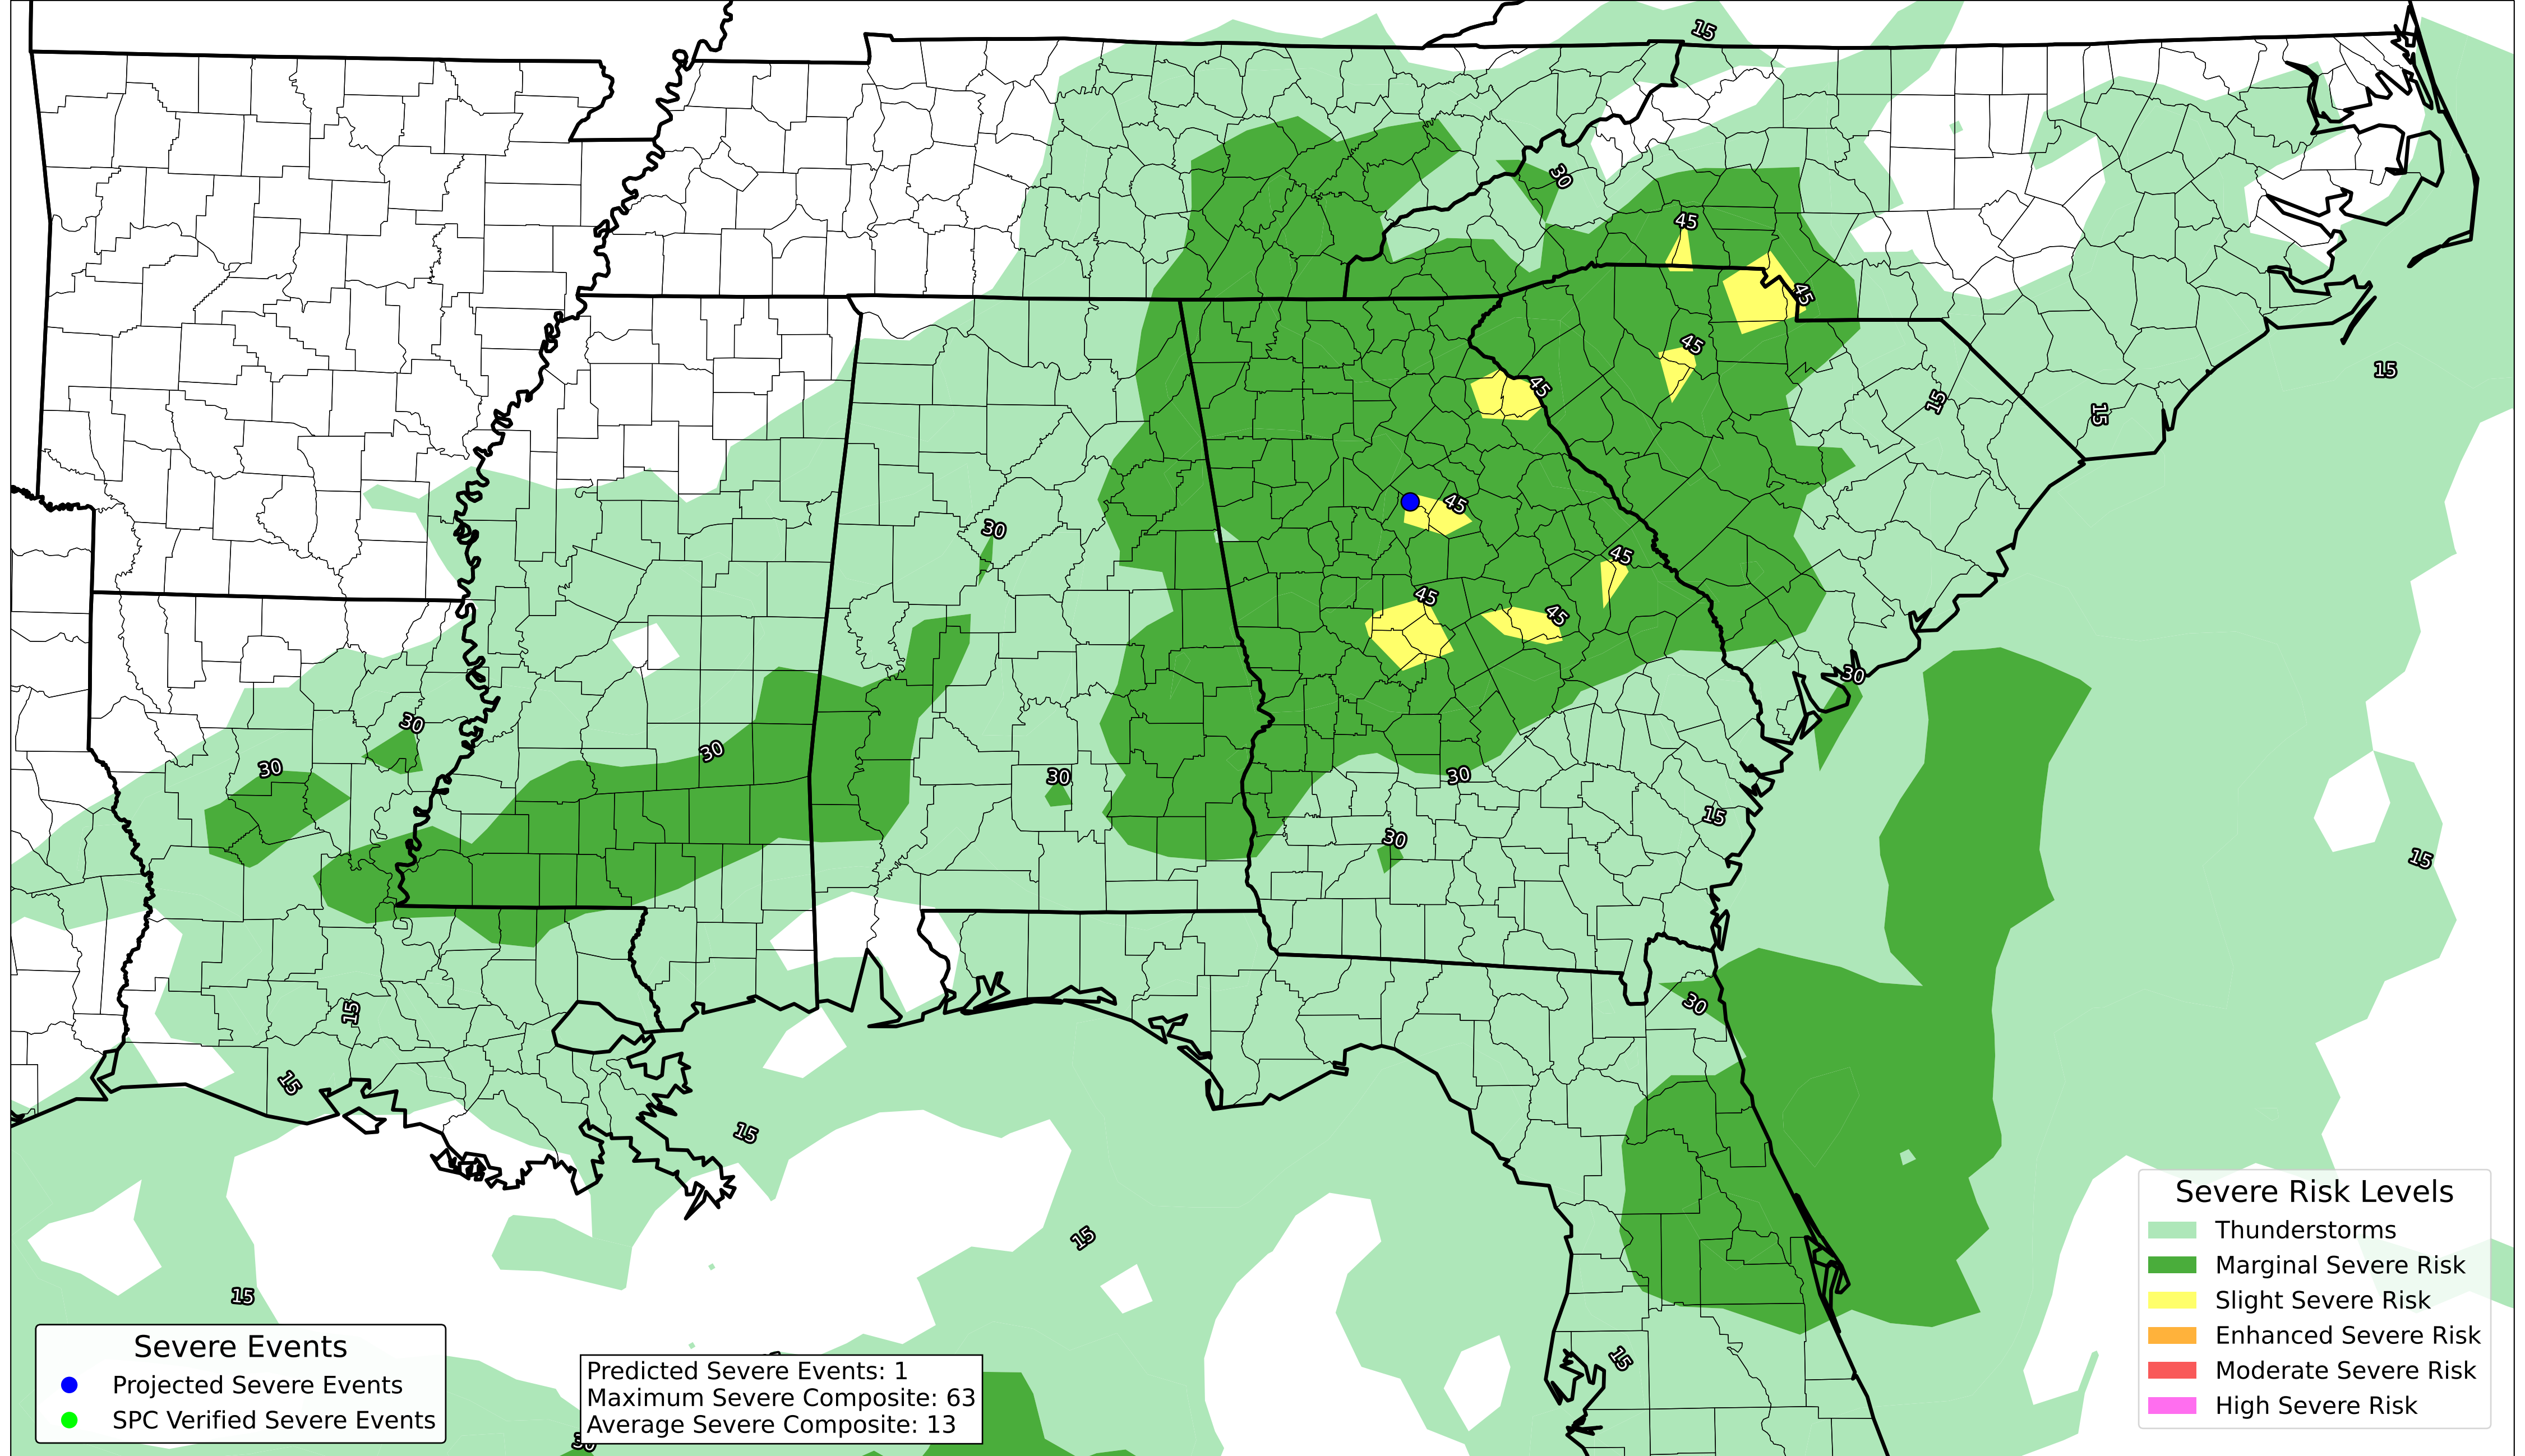 15
30
45
45
15
45
45
15
15
30
45
45
45
45
30
30
30
30
30
30
15
30
15
30
15
15
15
15
15
15
15
30
Severe Events
Projected Severe Events
SPC Verified Severe Events
Predicted Severe Events: 1
Maximum Severe Composite: 63
Average Severe Composite: 13
Severe Risk Levels
Thunderstorms
Marginal Severe Risk
Slight Severe Risk
Enhanced Severe Risk
Moderate Severe Risk
High Severe Risk